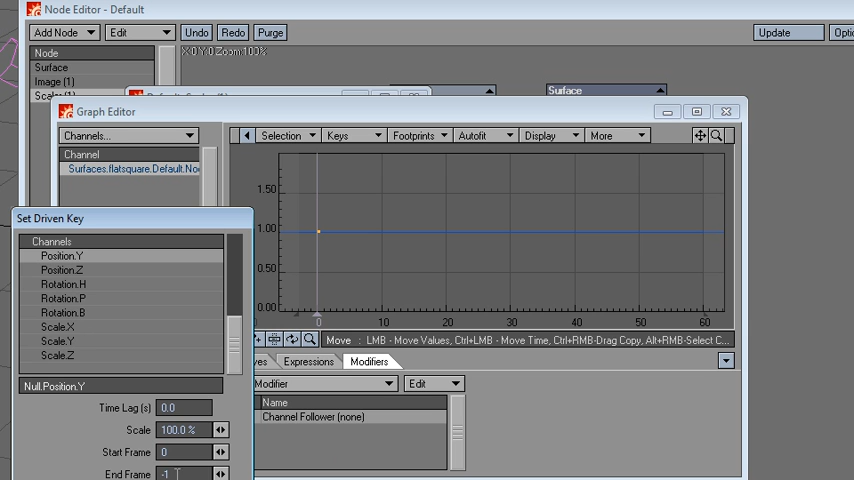 Node Editor - Default
Add Node Edit Undo Redo Purge Update
Node X:0 Y:0 Zoom:100%
Surface
Image (1)
Surface
Graph Editor
Channels... Selection Keys Footprints Autofit Display More
Channel
Surfaces.flatsquare.Default.No
1.50
1.00
0.50
0.00
0 10 20 30 40 50 60
Set Driven Key
Channels
Position.Y
Position.Z
Rotation.H
Rotation.P
Rotation.B
Scale.X
Scale.Y
Scale.Z
Null.Position.Y
Time Lag (s) 0.0
Scale 100.0 %
Start Frame 0
End Frame -1
Move : LMB - Move Values, Ctrl+LMB - Move Time, Ctrl+RMB-Drag Copy, Alt+RMB-Select C...
ves Expressions Modifiers
Modifier Edit
Name
Channel Follower (none)